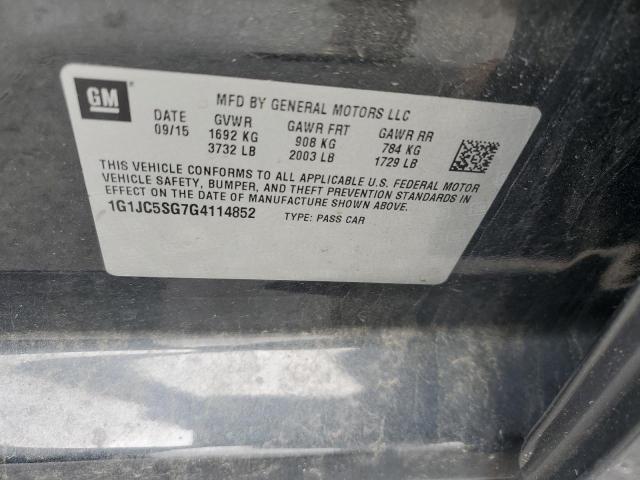 GM
MFD BY GENERAL MOTORS LLC
DATE GVWR GAWR FRT GAWR RR
09/15 1692 KG 908 KG 784 KG
3732 LB 2003 LB 1729 LB
THIS VEHICLE CONFORMS TO ALL APPLICABLE U.S. FEDERAL MOTOR
VEHICLE SAFETY, BUMPER, AND THEFT PREVENTION STANDARDS IN
EFFECT ON THE DATE OF MANUFACTURE SHOWN ABOVE.
1G1JC5SG7G4114852 TYPE: PASS CAR